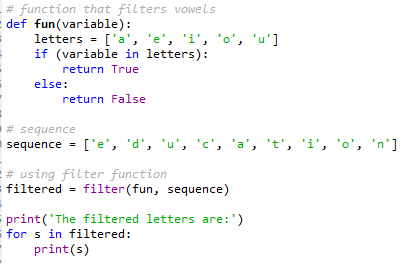 # function that filters vowels
def fun(variable):
    letters = ['a', 'e', 'i', 'o', 'u']
    if (variable in letters):
        return True
    else:
        return False

# sequence
sequence = ['e', 'd', 'u', 'c', 'a', 't', 'i', 'o', 'n']

# using filter function
filtered = filter(fun, sequence)

print('The filtered letters are:')
for s in filtered:
    print(s)